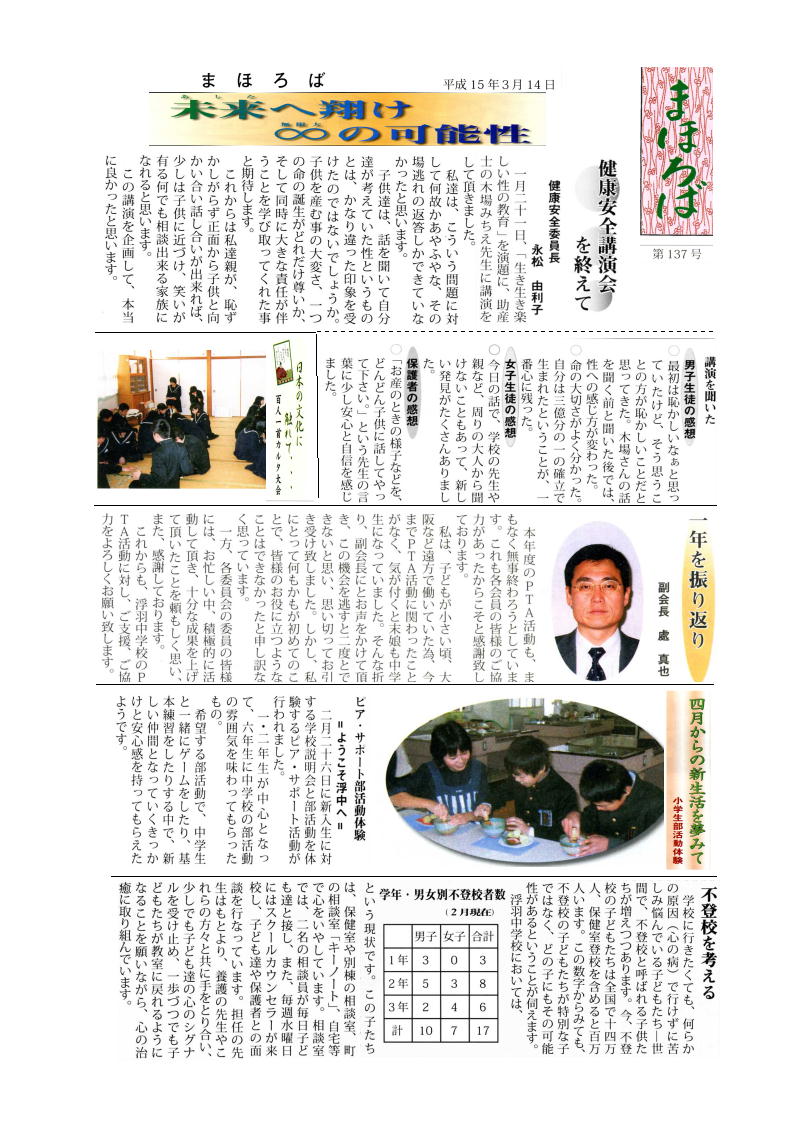 まほろば
平成15年3月14日
まほろば
第137号
未来へ翔け
∞の可能性
健康安全講演会
を終えて
健康安全委員長
永松　由利子
一月二十一日、「生き生き楽
しい性の教育」を演題に、助産
士の木場みちえ先生に講演を
して頂きました。
私達は、こういう問題に対
して何故かあやふやな、その
場逃れの返答しかできていな
かったと思います。
子供達は、話を聞いて自分
達が考えていた性というもの
とは、かなり違った印象を受
けたのではないでしょうか。
子供を産む事の大変さ、一つ
の命の誕生がどれだけ尊いか、
そして同時に大きな責任が伴
うことを学び取ってくれた事
と期待します。
これからは私達親が、恥ず
かしがらず正面から子供と向
かい合い話し合いが出来れば、
少しは子供に近づけ、笑いが
有る何でも相談出来る家族に
なれると思います。
この講演を企画して、本当
に良かったと思います。
講演を聞いた
男子生徒の感想
○最初は恥かしいなぁと思っ
ていたけど、そう思うこ
との方が恥かしいことだと
思ってきた。木場さんの話
を聞く前と聞いた後では、
性への感じ方が変わった。
○命の大切さがよく分かった。
自分は三億分の一の確立で
生まれたということが、一
番心に残った。
女子生徒の感想
○今日の話で、学校の先生や
親など、周りの大人から聞
けないこともあって、新し
い発見がたくさんありまし
た。
保護者の感想
○「お産のときの様子などを、
どんどん子供に話してやっ
て下さい。」という先生の言
葉に少し安心と自信を感じ
ました。
日本の文化に
触れて・・・
百人一首カルタ大会
一年を振り返り
副会長　處　真也
本年度のPTA活動も、ま
もなく無事終わろうとしていま
す。これも各会員の皆様のご協
力があったからこそと感謝致し
ております。
私は、子どもが小さい頃、大
阪など遠方で働いていた為、今
までPTA活動に関わったこと
がなく、気が付くと末娘も中学
生になっていました。そんな折
り、副会長にとお声をかけて頂
き、この機会を逃すと二度とで
きないと思い、思い切ってお引
き受け致しました。しかし、私
にとって何もかもが初めてのこ
とで、皆様のお役に立つような
ことはできなかったと申し訳な
く思っています。
一方、各委員会の委員の皆様
には、お忙しい中、積極的に活
動して頂き、十分な成果を上げ
て頂いたことを頼もしく思い、
また、感謝しております。
これからも、浮羽中学校のP
TA活動に対し、ご支援、ご協
力をよろしくお願い致します。
四月からの新生活を夢みて
小学生部活動体験
ピア・サポート部活動体験
＝ようこそ浮中へ＝
二月二十六日に新入生に対
する学校説明会と部活動を体
験するピア・サポート活動が
行われました。
一・二年生が中心となっ
て、六年生に中学校の部活動
の雰囲気を味わってもらった
もの。
希望する部活動で、中学生
と一緒にゲームをしたり、基
本練習をしたりする中で、新
しい仲間となっていくきっか
けと安心感を持ってもらえた
ようです。
不登校を考える
学校に行きたくても、何らか
の原因（心の病）で行けずに苦
しみ悩んでいる子どもたち―世
間で、不登校と呼ばれる子供た
ちが増えつつあります。今、不登
校の子どもたちは全国で十四万
人、保健室登校を含めると百万
人います。この数字からみても、
不登校の子どもたちが特別な子
ではなく、どの子にもその可能
性があるということが伺えます。
浮羽中学校においては、
学年・男女別不登校者数
（2月現在）
男子 女子 合計
1年 3 0 3
2年 5 3 8
3年 2 4 6
計 10 7 17
という現状です。この子たち
は、保健室や別棟の相談室、町
の相談室「キーノート」、自宅等
で心をいやしています。相談室
では、二名の相談員が毎日子ど
も達と接し、また、毎週水曜日
にはスクールカウンセラーが来
校し、子ども達や保護者との面
談を行なっています。担任の先
生はもとより、養護の先生やこ
れらの方々と共に手をとり合い、
少しでも子ども達の心のシグナ
ルを受け止め、一歩づつでも子
どもたちが教室に戻れるように
なることを願いながら、心の治
癒に取り組んでいます。